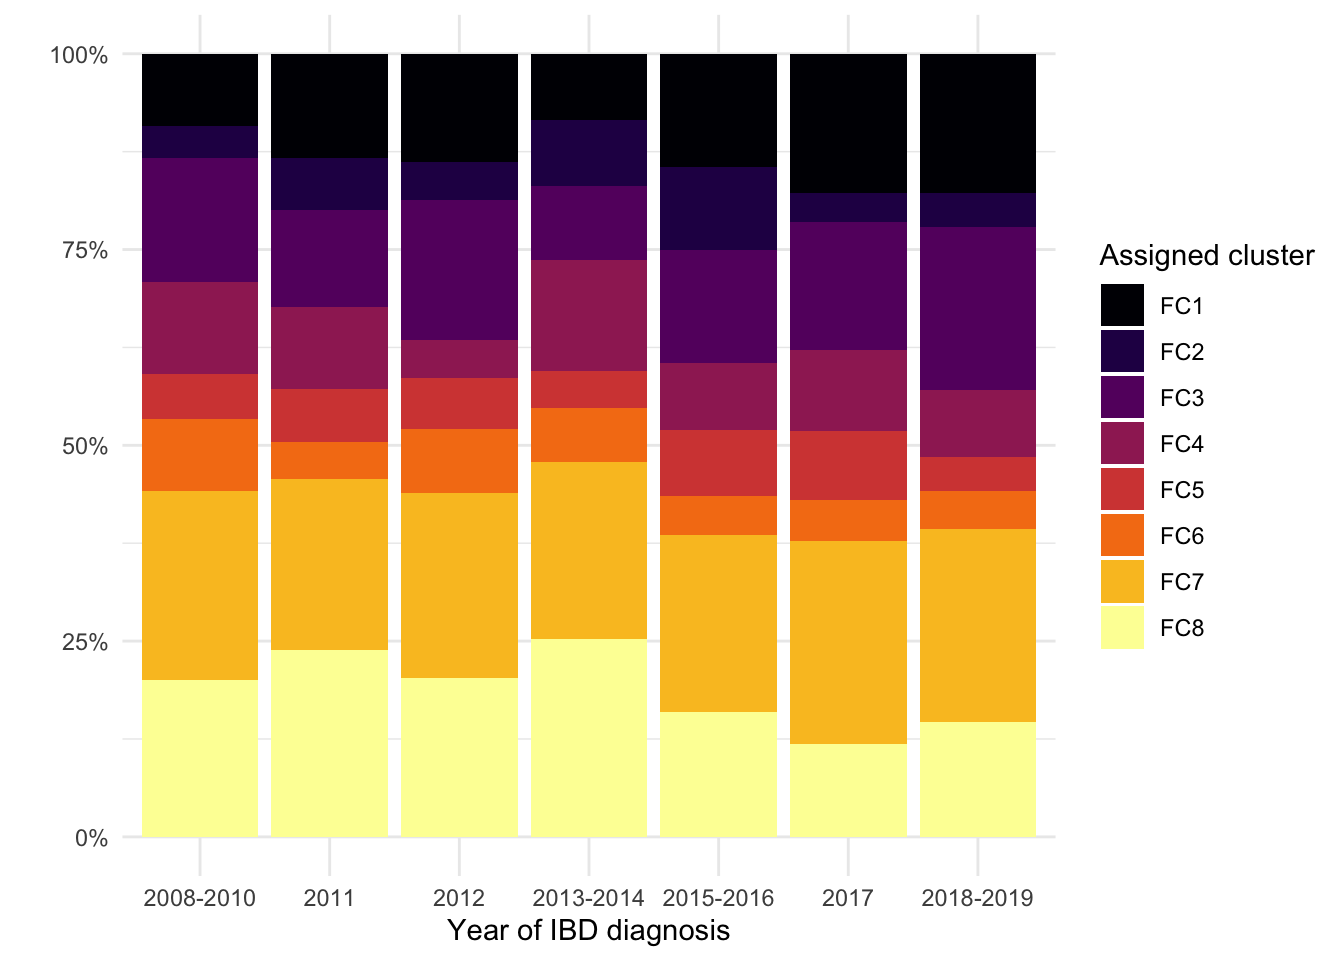 100%
75%
50%
25%
0%
2008-2010 2011 2012 2013-2014 2015-2016 2017 2018-2019
Year of IBD diagnosis
Assigned cluster
FC1
FC2
FC3
FC4
FC5
FC6
FC7
FC8